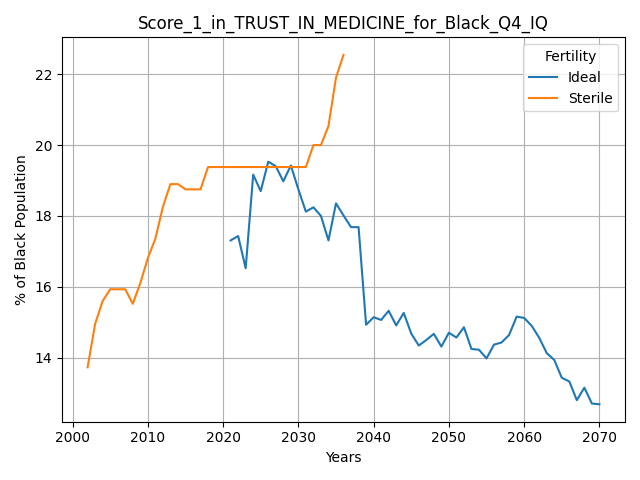 Score_1_in_TRUST_IN_MEDICINE_for_Black_Q4_IQ
Fertility
Ideal
Sterile
% of Black Population
22
20
18
16
14
2000 2010 2020 2030 2040 2050 2060 2070
Years